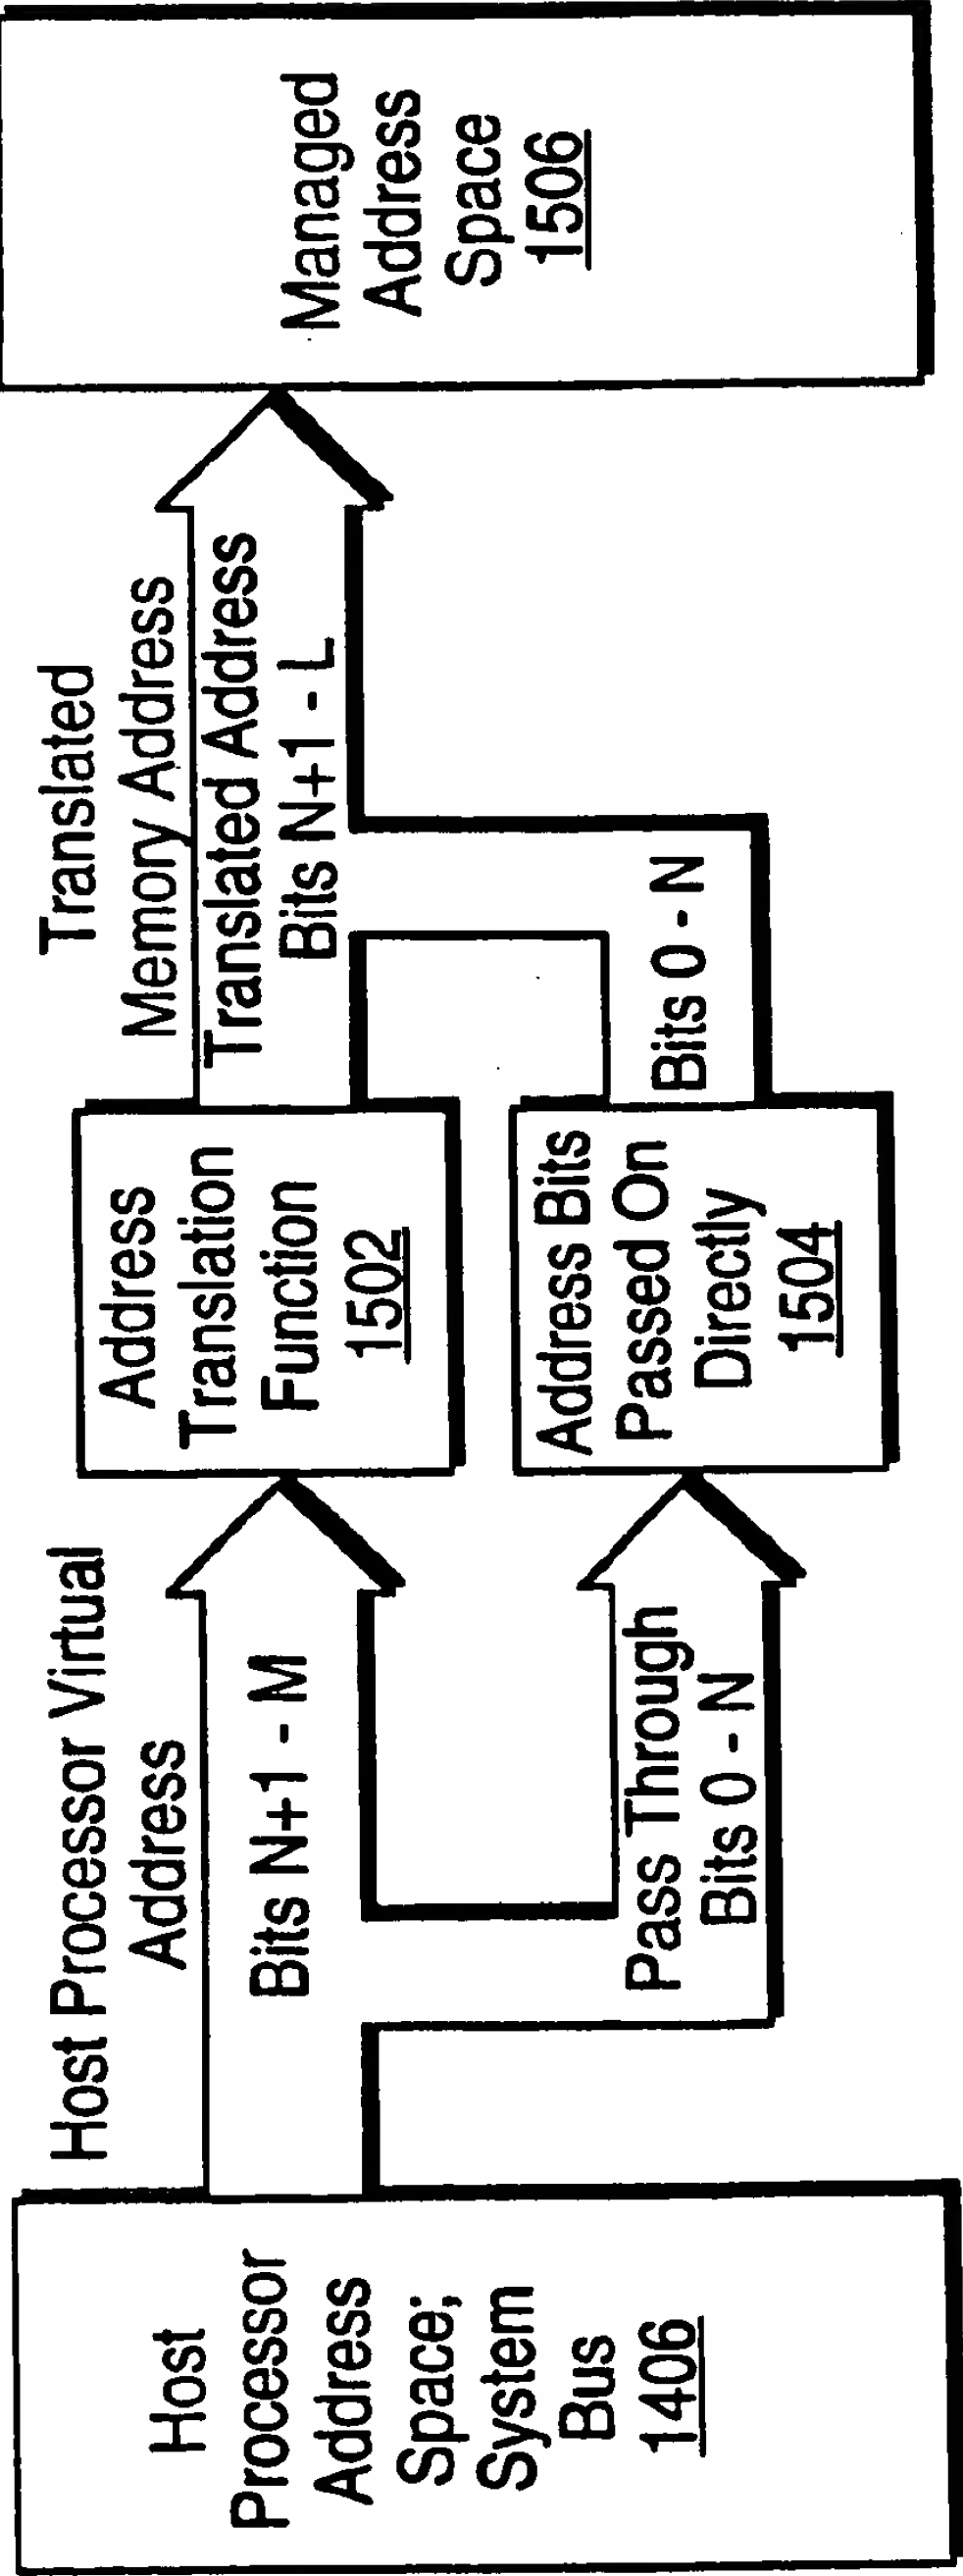 Host
Processor
Address
Space;
System
Bus
1406
Host Processor Virtual
Address
Bits N+1 - M
Pass Through
Bits 0 - N
Address
Translation
Function
1502
Address Bits
Passed On
Directly
1504
Translated
Memory Address
Translated Address
Bits N+1 - L
Bits 0 - N
Managed
Address
Space
1506